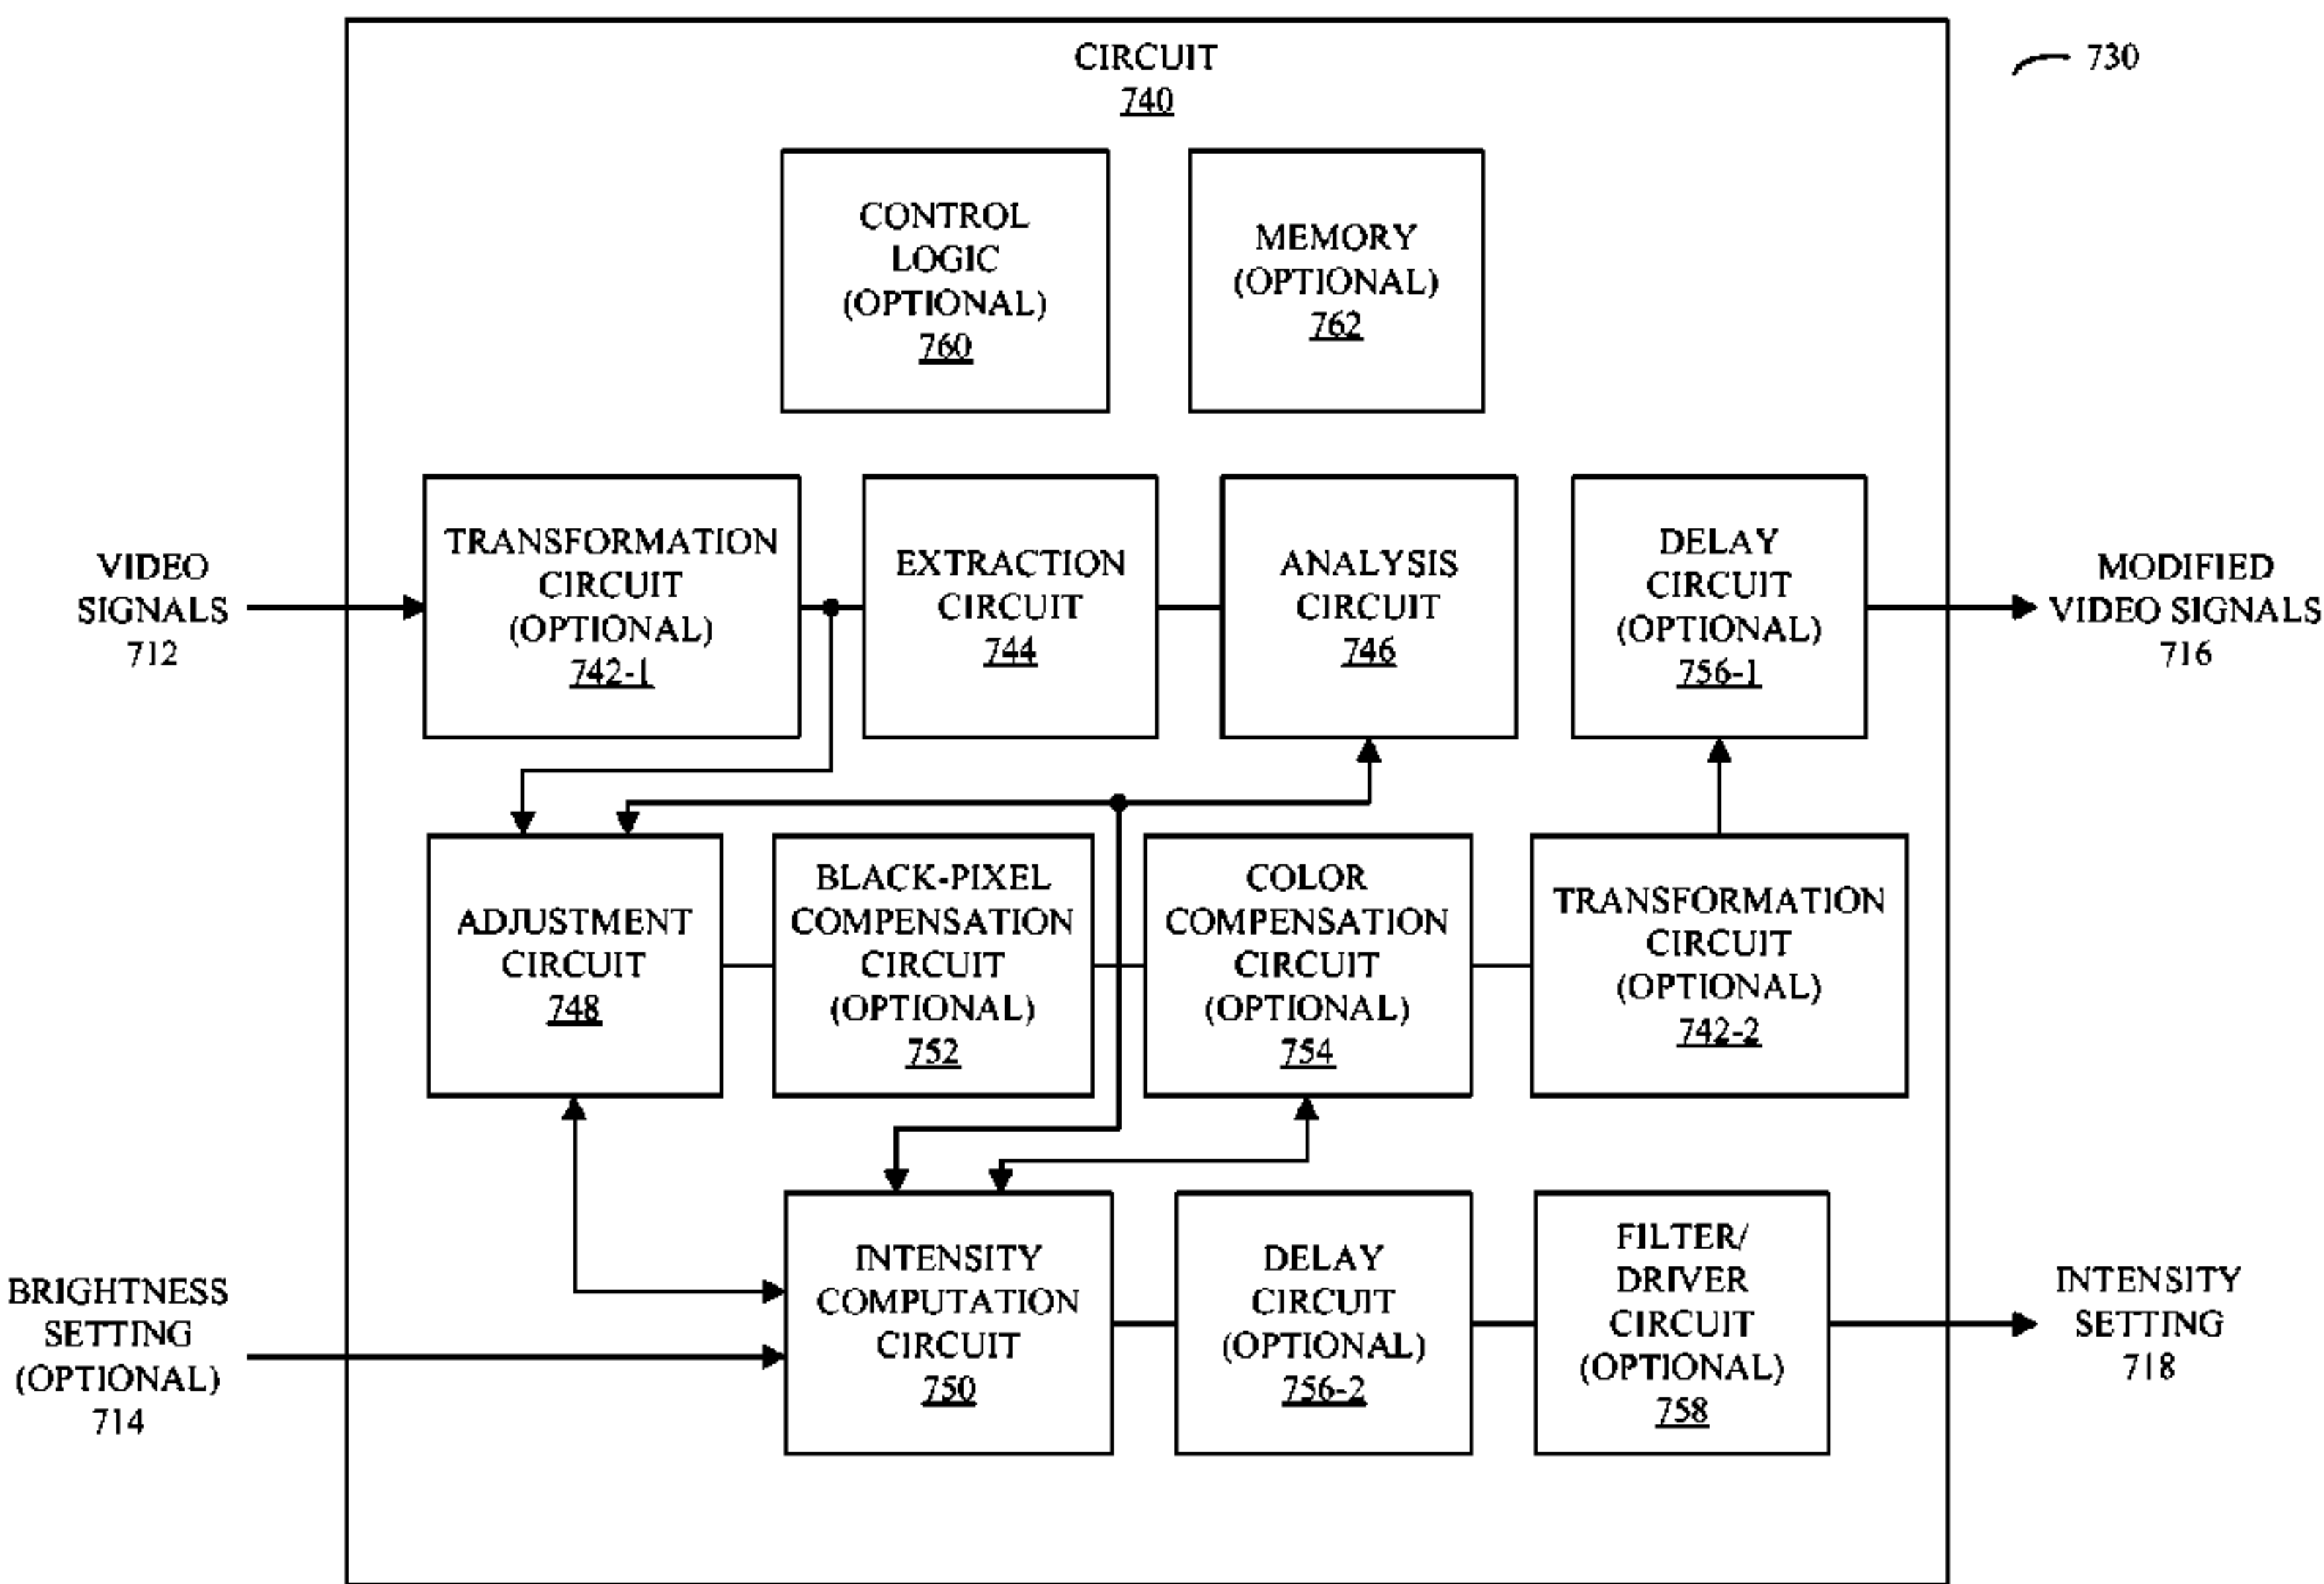 CIRCUIT
740
730
CONTROL
LOGIC
(OPTIONAL)
760
MEMORY
(OPTIONAL)
762
VIDEO
SIGNALS
712
TRANSFORMATION
CIRCUIT
(OPTIONAL)
742-1
EXTRACTION
CIRCUIT
744
ANALYSIS
CIRCUIT
746
DELAY
CIRCUIT
(OPTIONAL)
756-1
MODIFIED
VIDEO SIGNALS
716
ADJUSTMENT
CIRCUIT
748
BLACK-PIXEL
COMPENSATION
CIRCUIT
(OPTIONAL)
752
COLOR
COMPENSATION
CIRCUIT
(OPTIONAL)
754
TRANSFORMATION
CIRCUIT
(OPTIONAL)
742-2
BRIGHTNESS
SETTING
(OPTIONAL)
714
INTENSITY
COMPUTATION
CIRCUIT
750
DELAY
CIRCUIT
(OPTIONAL)
756-2
FILTER/
DRIVER
CIRCUIT
(OPTIONAL)
758
INTENSITY
SETTING
718